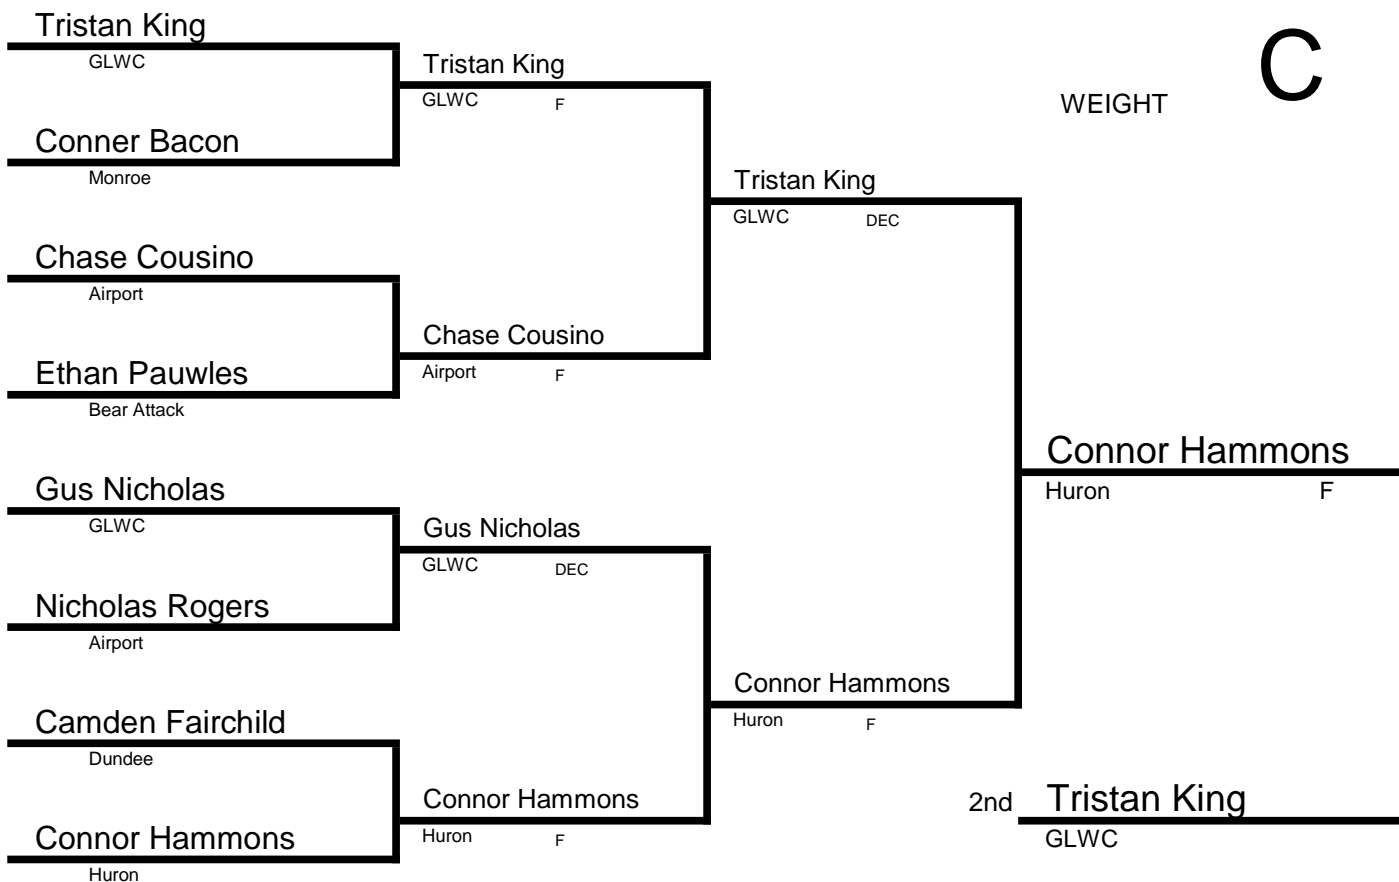 Tristan King
GLWC
Tristan King
GLWC F
C
WEIGHT
Conner Bacon
Monroe
Tristan King
GLWC DEC
Chase Cousino
Airport
Chase Cousino
Airport F
Ethan Pauwles
Bear Attack
Connor Hammons
Huron F
Gus Nicholas
GLWC
Gus Nicholas
GLWC DEC
Nicholas Rogers
Airport
Connor Hammons
Huron F
Camden Fairchild
Dundee
Connor Hammons
Huron F
2nd Tristan King
GLWC
Connor Hammons
Huron